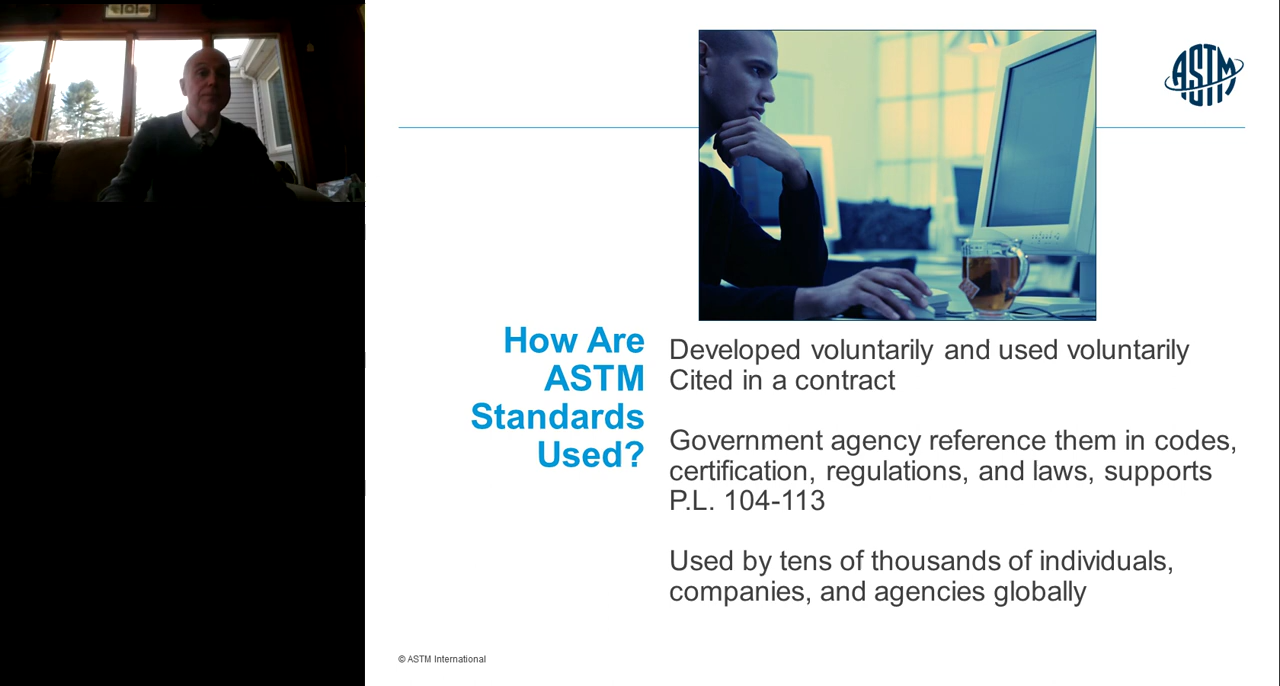 ASTM
How Are
ASTM
Standards
Used?
Developed voluntarily and used voluntarily
Cited in a contract
Government agency reference them in codes,
certification, regulations, and laws, supports
P.L. 104-113
Used by tens of thousands of individuals,
companies, and agencies globally
© ASTM International